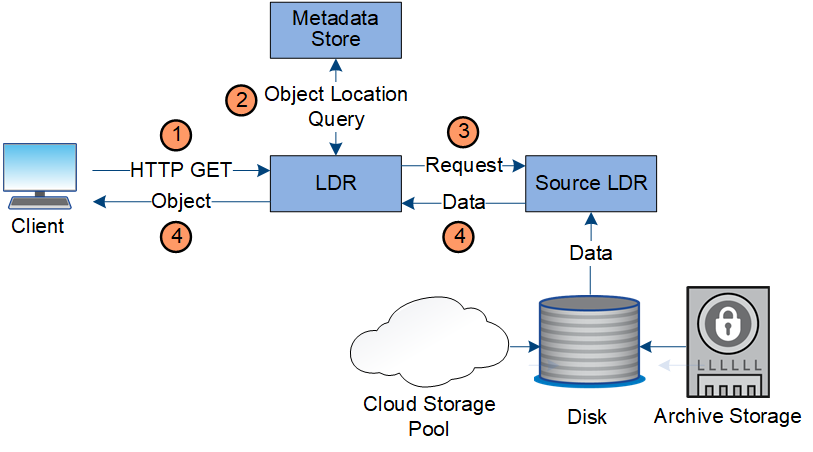 Metadata
Store
2
Object Location
Query
1
HTTP GET
3
Request
LDR
Source LDR
Object
Data
Client
4
4
Data
Cloud Storage
Pool
Disk
Archive Storage